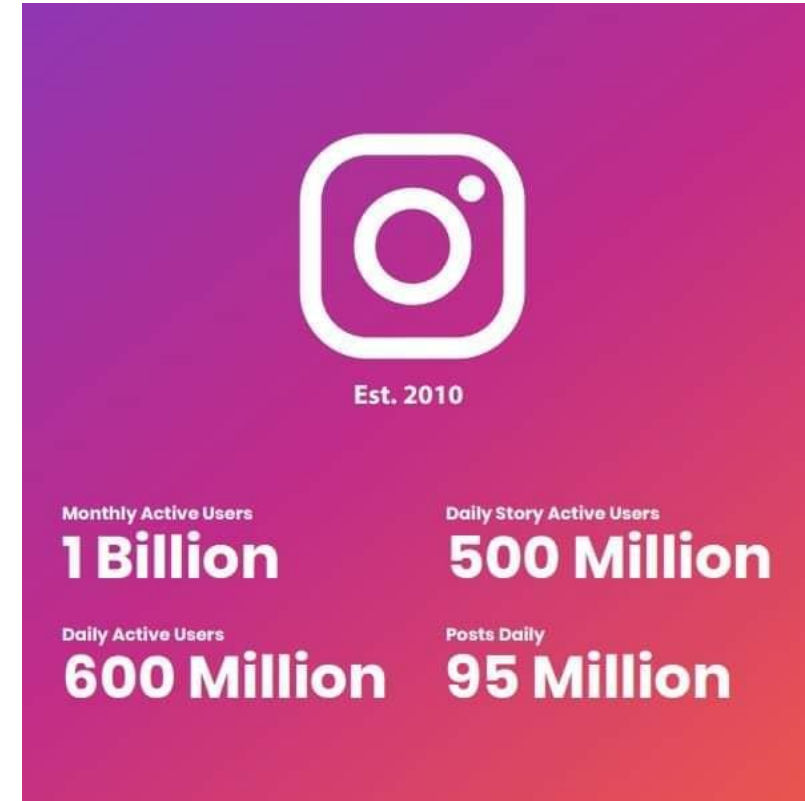 Est. 2010
Monthly Active Users
1 Billion
Daily Story Active Users
500 Million
Daily Active Users
600 Million
Posts Daily
95 Million